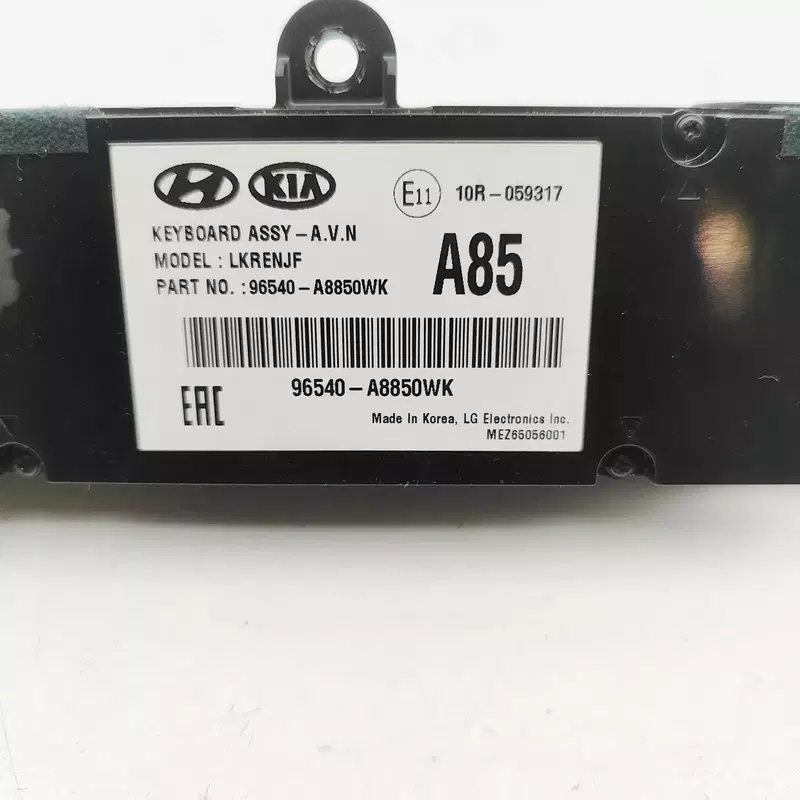 KIA
E11 10R-059317
KEYBOARD ASSY-A.V.N
MODEL : LKRENJF
PART NO. :96540-A8850WK
A85
96540-A8850WK
EAC
Made In Korea, LG Electronics Inc.
MEZ65056001